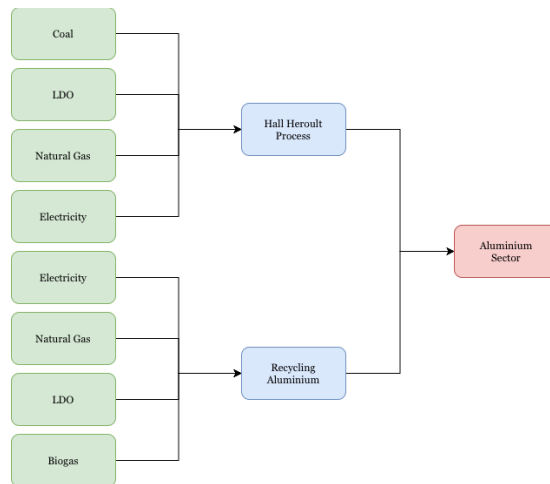 Coal
LDO
Natural Gas
Electricity
Electricity
Natural Gas
LDO
Biogas
Hall Heroult
Process
Recycling
Aluminium
Aluminium
Sector